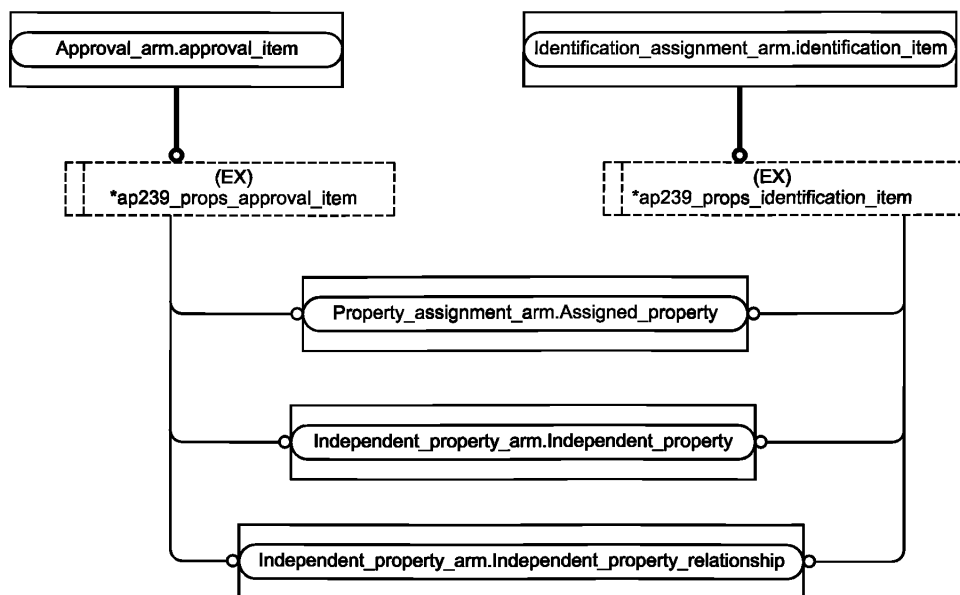 Approval_arm.approval_item
Identification_assignment_arm.identification_item
(EX)
*ap239_props_approval_item
(EX)
*ap239_props_identification_item
Property_assignment_arm.Assigned_property
Independent_property_arm.Independent_property
Independent_property_arm.Independent_property_relationship